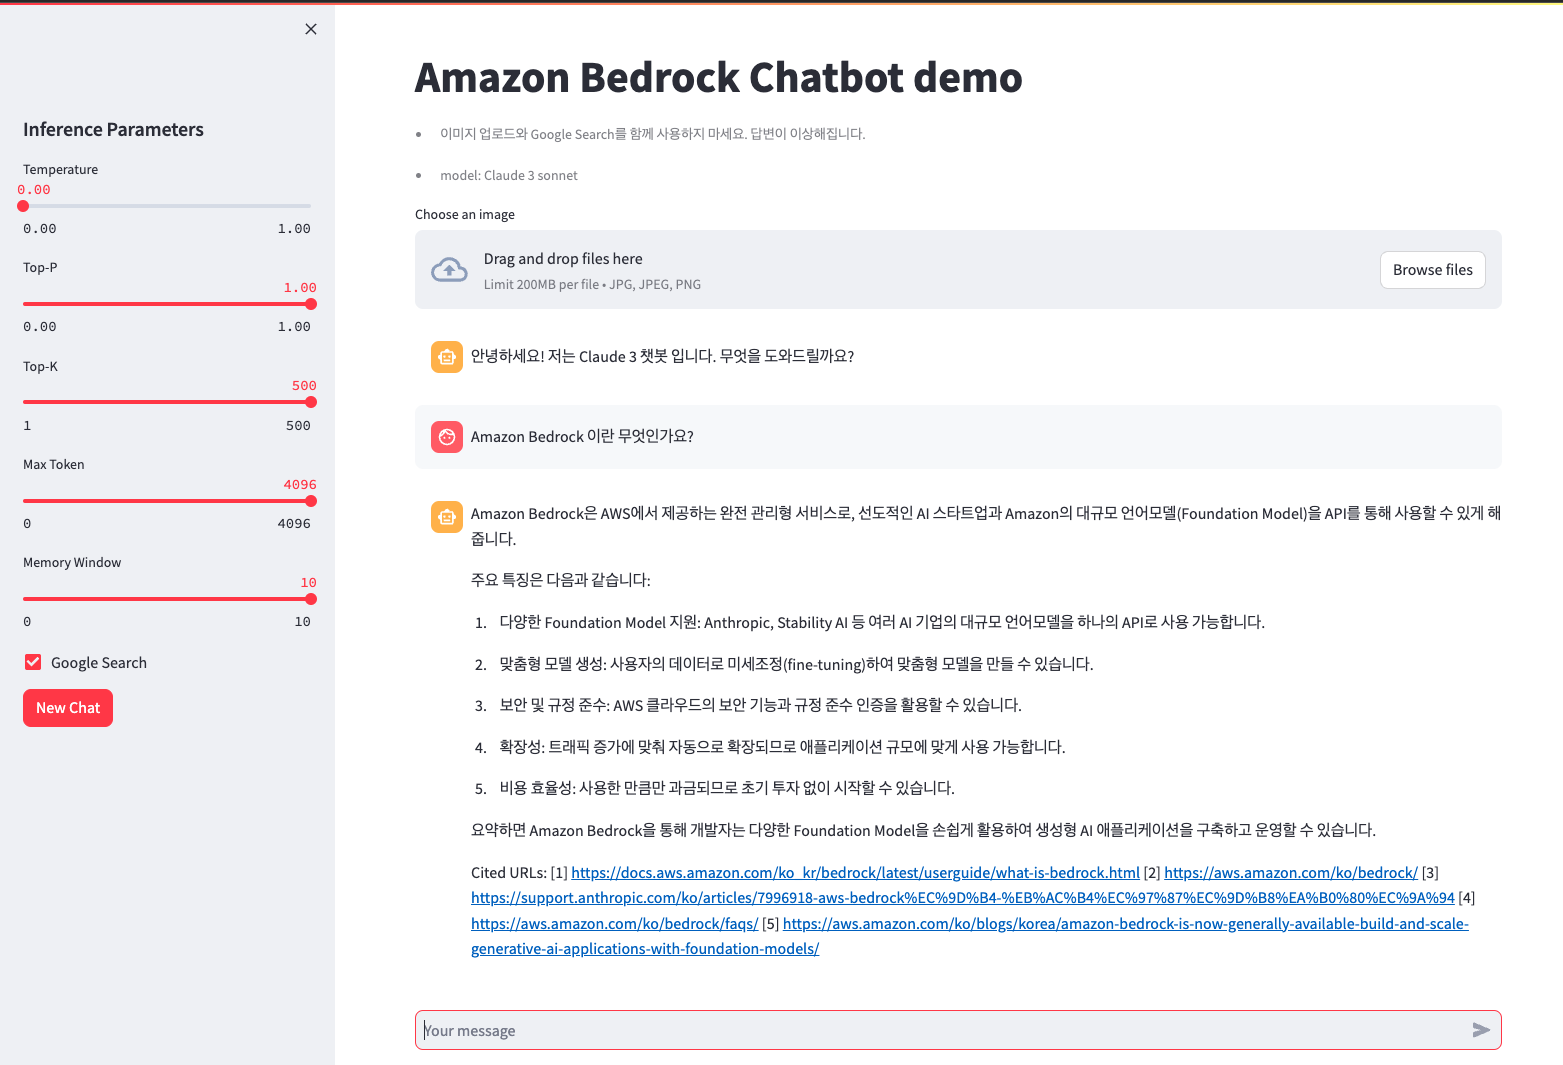 Inference Parameters
Temperature
0.00
0.00 1.00
Top-P
1.00
0.00 1.00
Top-K
500
1 500
Max Token
4096
0 4096
Memory Window
10
0 10
Google Search
New Chat
Amazon Bedrock Chatbot demo
• 이미지 업로드와 Google Search를 함께 사용하지 마세요. 답변이 이상해집니다.
• model: Claude 3 sonnet
Choose an image
Drag and drop files here
Limit 200MB per file • JPG, JPEG, PNG
Browse files
안녕하세요! 저는 Claude 3 챗봇 입니다. 무엇을 도와드릴까요?
Amazon Bedrock 이란 무엇인가요?
Amazon Bedrock은 AWS에서 제공하는 완전 관리형 서비스로, 선도적인 AI 스타트업과 Amazon의 대규모 언어모델(Foundation Model)을 API를 통해 사용할 수 있게 해
줍니다.
주요 특징은 다음과 같습니다:
1. 다양한 Foundation Model 지원: Anthropic, Stability AI 등 여러 AI 기업의 대규모 언어모델을 하나의 API로 사용 가능합니다.
2. 맞춤형 모델 생성: 사용자의 데이터로 미세조정(fine-tuning)하여 맞춤형 모델을 만들 수 있습니다.
3. 보안 및 규정 준수: AWS 클라우드의 보안 기능과 규정 준수 인증을 활용할 수 있습니다.
4. 확장성: 트래픽 증가에 맞춰 자동으로 확장되므로 애플리케이션 규모에 맞게 사용 가능합니다.
5. 비용 효율성: 사용한 만큼만 과금되므로 초기 투자 없이 시작할 수 있습니다.
요약하면 Amazon Bedrock을 통해 개발자는 다양한 Foundation Model을 손쉽게 활용하여 생성형 AI 애플리케이션을 구축하고 운영할 수 있습니다.
Cited URLs: [1] https://docs.aws.amazon.com/ko_kr/bedrock/latest/userguide/what-is-bedrock.html [2] https://aws.amazon.com/ko/bedrock/ [3]
https://support.anthropic.com/ko/articles/7996918-aws-bedrock%EC%9D%B4-%EB%AC%B4%EC%97%87%EC%9D%B8%EA%B0%80%EC%9A%94 [4]
https://aws.amazon.com/ko/bedrock/faqs/ [5] https://aws.amazon.com/ko/blogs/korea/amazon-bedrock-is-now-generally-available-build-and-scale-
generative-ai-applications-with-foundation-models/
Your message